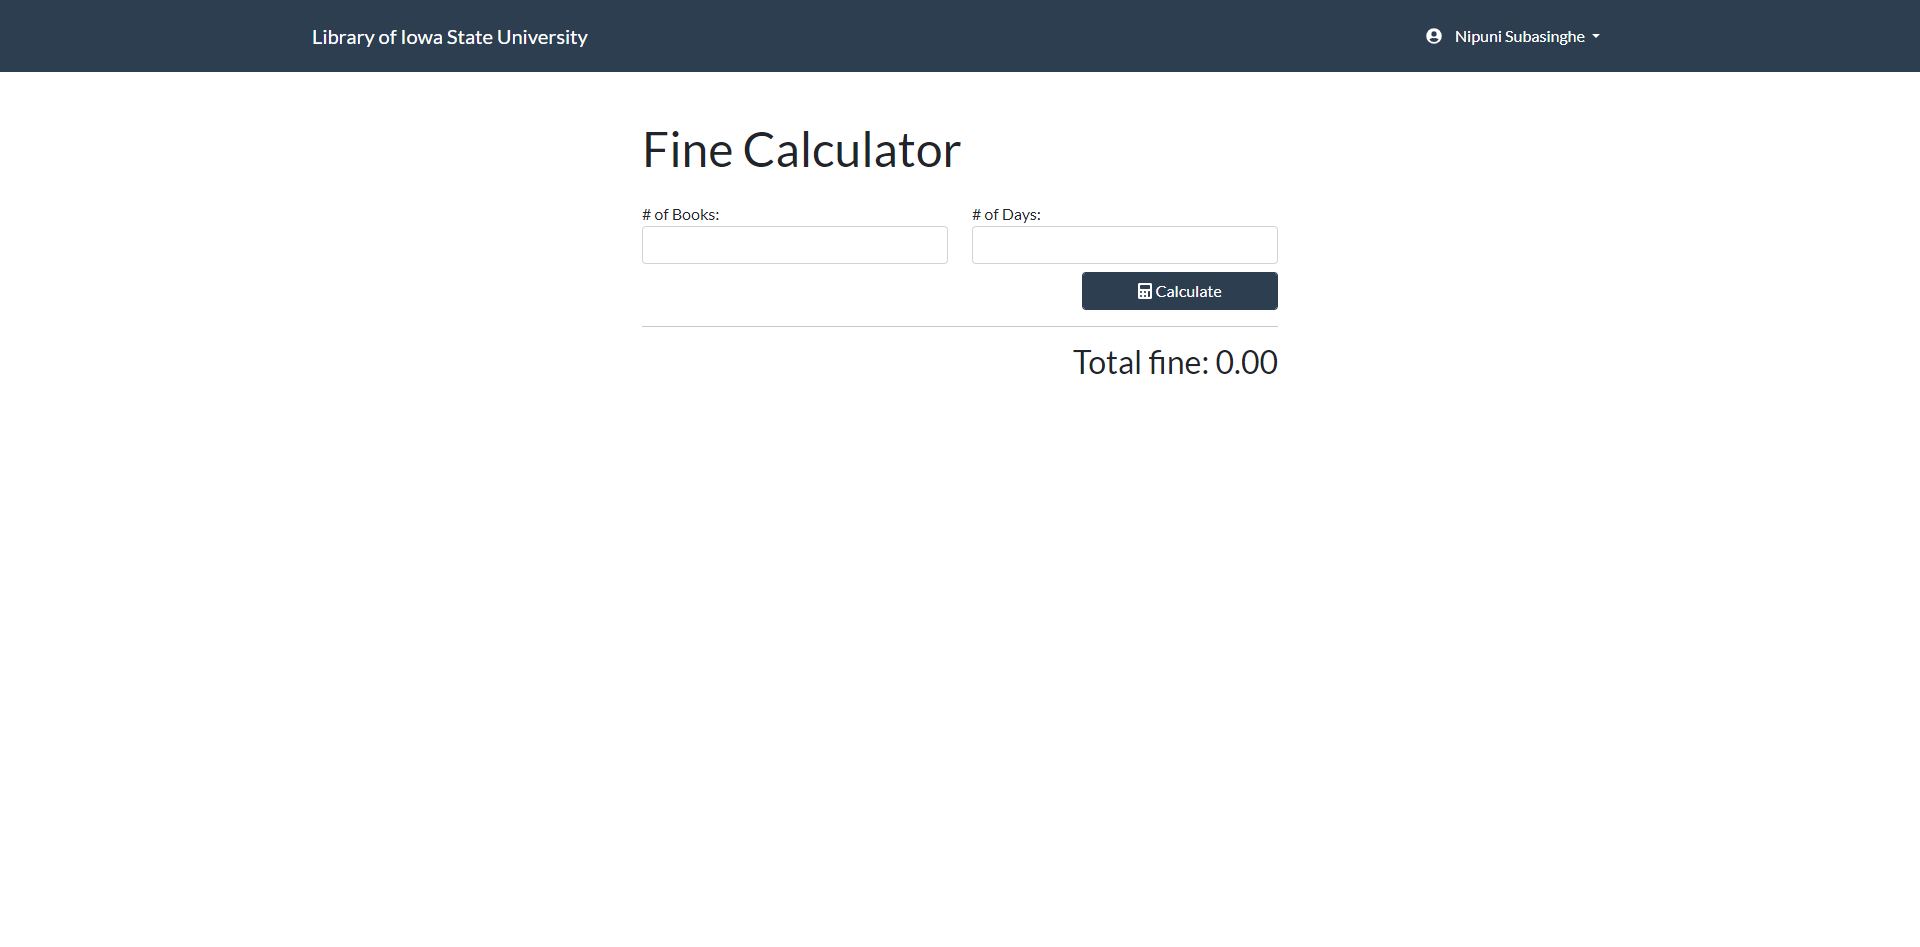 Library of Iowa State University
Nipuni Subasinghe
Fine Calculator
# of Books:
# of Days:
Calculate
Total fine: 0.00